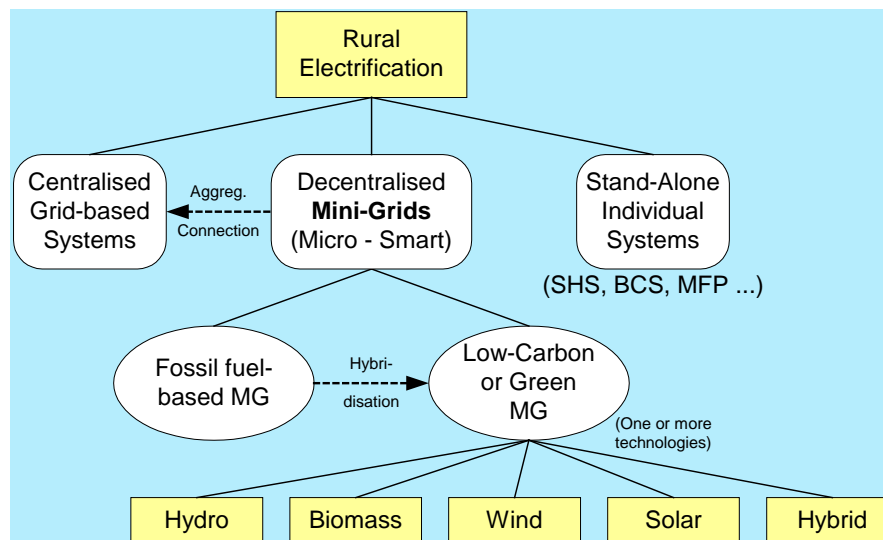 Rural
Electrification
Centralised
Grid-based
Systems
Aggreg.
Connection
Decentralised
Mini-Grids
(Micro - Smart)
Stand-Alone
Individual
Systems
(SHS, BCS, MFP ...)
Fossil fuel-
based MG
Hybri-
disation
Low-Carbon
or Green
MG
(One or more
technologies)
Hydro
Biomass
Wind
Solar
Hybrid